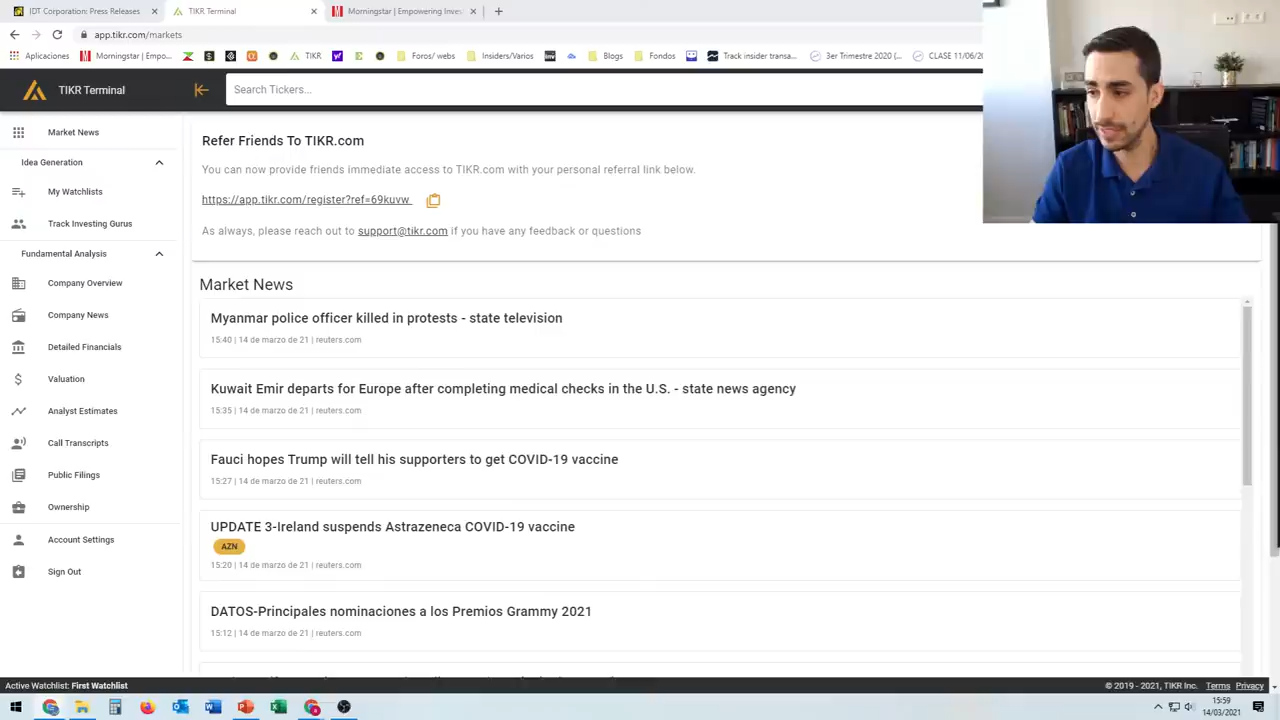 IDT Corporation: Press Releases
TIKR Terminal
Morningstar | Empowering Inves
app.tikr.com/markets
Aplicaciones
Morningstar | Empo...
TIKR
Foros/ webs
Insiders/Varios
Blogs
Fondos
Track insider transa...
3er Trimestre 2020 (...
CLASE 11/06/20
TIKR Terminal
Search Tickers...
Market News
Idea Generation
My Watchlists
Track Investing Gurus
Fundamental Analysis
Company Overview
Company News
Detailed Financials
Valuation
Analyst Estimates
Call Transcripts
Public Filings
Ownership
Account Settings
Sign Out
Refer Friends To TIKR.com
You can now provide friends immediate access to TIKR.com with your personal referral link below.
https://app.tikr.com/register?ref=69kuvw
As always, please reach out to support@tikr.com if you have any feedback or questions
Market News
Myanmar police officer killed in protests - state television
15:40 | 14 de marzo de 21 | reuters.com
Kuwait Emir departs for Europe after completing medical checks in the U.S. - state news agency
15:35 | 14 de marzo de 21 | reuters.com
Fauci hopes Trump will tell his supporters to get COVID-19 vaccine
15:27 | 14 de marzo de 21 | reuters.com
UPDATE 3-Ireland suspends Astrazeneca COVID-19 vaccine
AZN
15:20 | 14 de marzo de 21 | reuters.com
DATOS-Principales nominaciones a los Premios Grammy 2021
15:12 | 14 de marzo de 21 | reuters.com
Active Watchlist: First Watchlist
© 2019 - 2021, TIKR Inc. Terms Privacy
15:59
14/03/2021